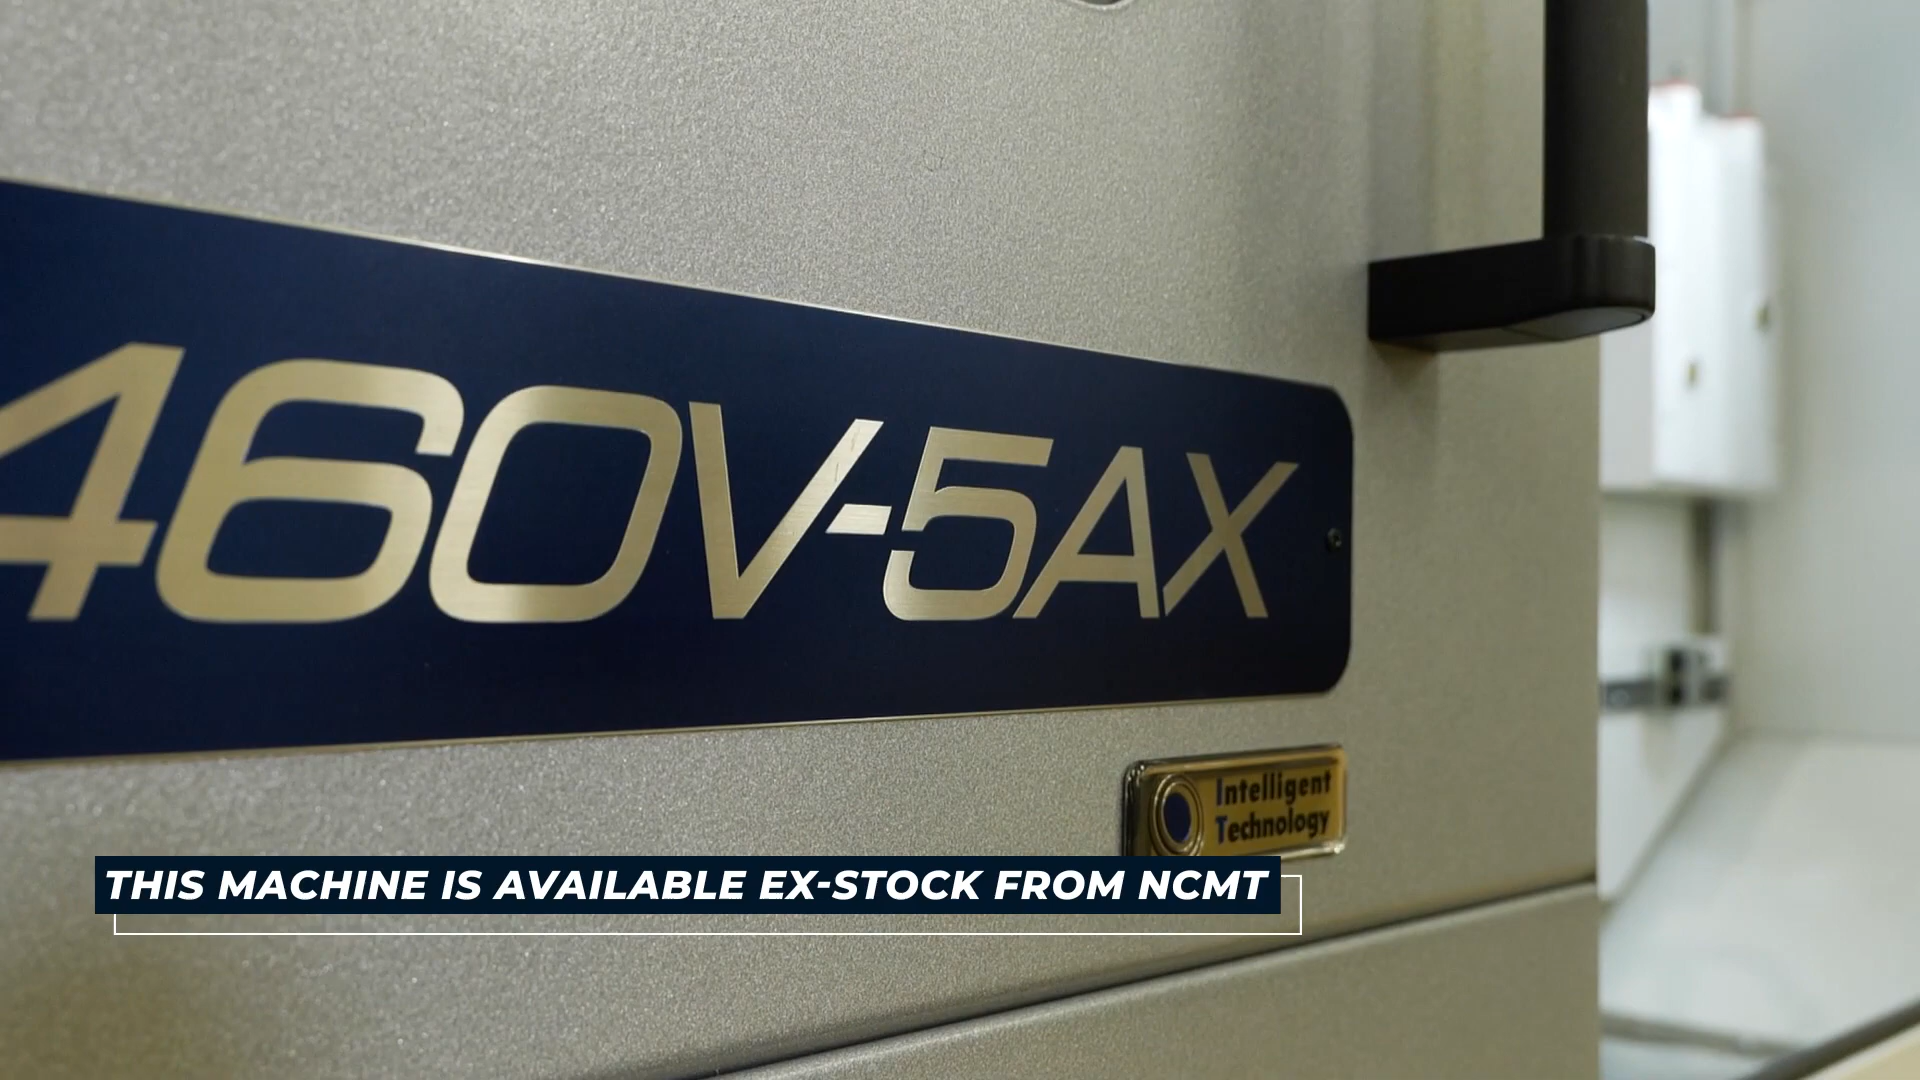 460V-5AX
Intelligent
Technology
THIS MACHINE IS AVAILABLE EX-STOCK FROM NCMT